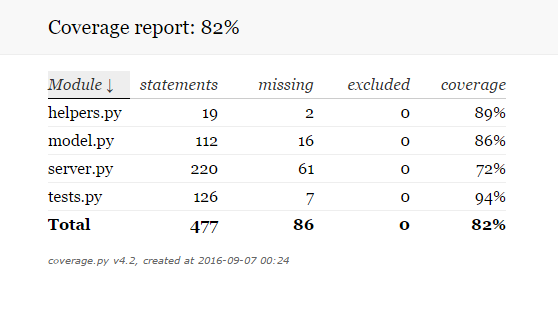 Coverage report: 82%
Module ↓ statements missing excluded coverage
helpers.py 19 2 0 89%
model.py 112 16 0 86%
server.py 220 61 0 72%
tests.py 126 7 0 94%
Total 477 86 0 82%
coverage.py v4.2, created at 2016-09-07 00:24